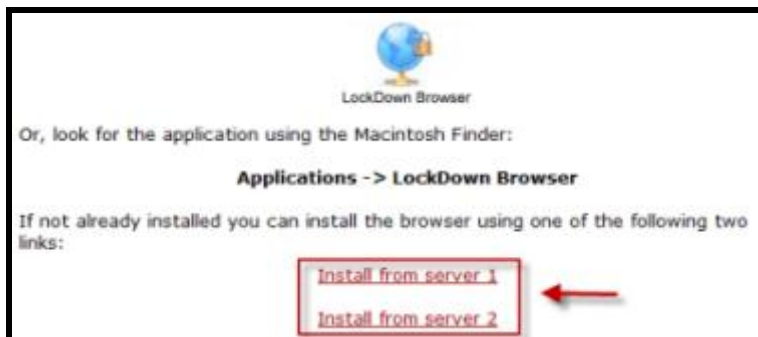 LockDown Browser
Or, look for the application using the Macintosh Finder:
Applications -> LockDown Browser
If not already installed you can install the browser using one of the following two
links:
Install from server 1
Install from server 2